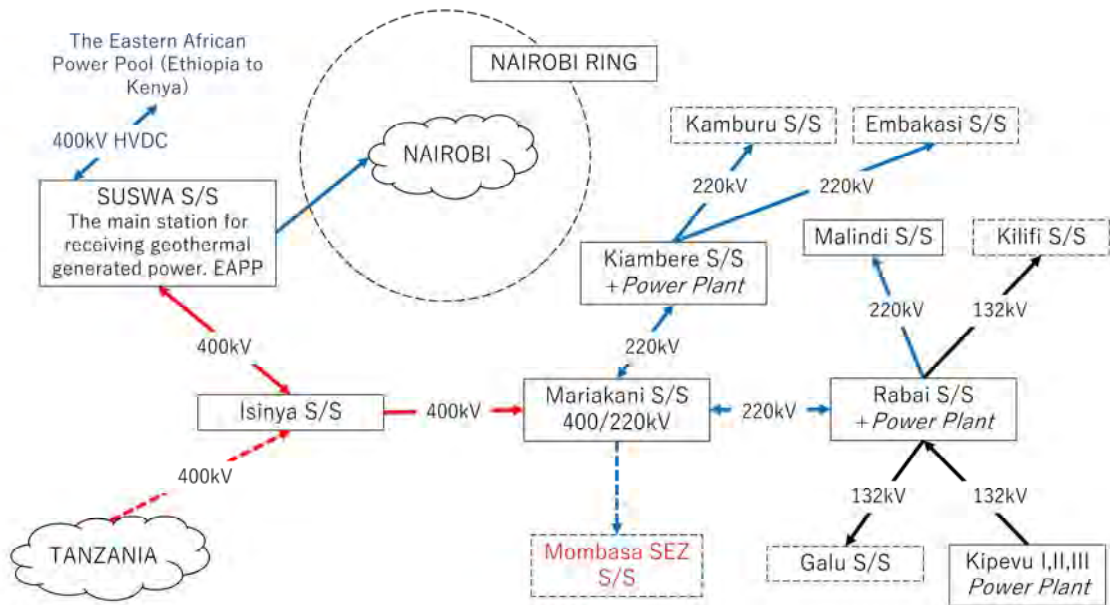 The Eastern African
Power Pool (Ethiopia to
Kenya)
NAIROBI RING
400kV HVDC
NAIROBI
Kamburu S/S
Embakasi S/S
SUSWA S/S
The main station for
receiving geothermal
generated power. EAPP
220kV
220kV
Malindi S/S
Kilifi S/S
Kiambere S/S
+Power Plant
400kV
220kV
220kV
132kV
Isinya S/S
400kV
Mariakani S/S
400/220kV
220kV
Rabai S/S
+Power Plant
400kV
132kV
132kV
TANZANIA
Mombasa SEZ
S/S
Galu S/S
Kipevu I,II,III
Power Plant